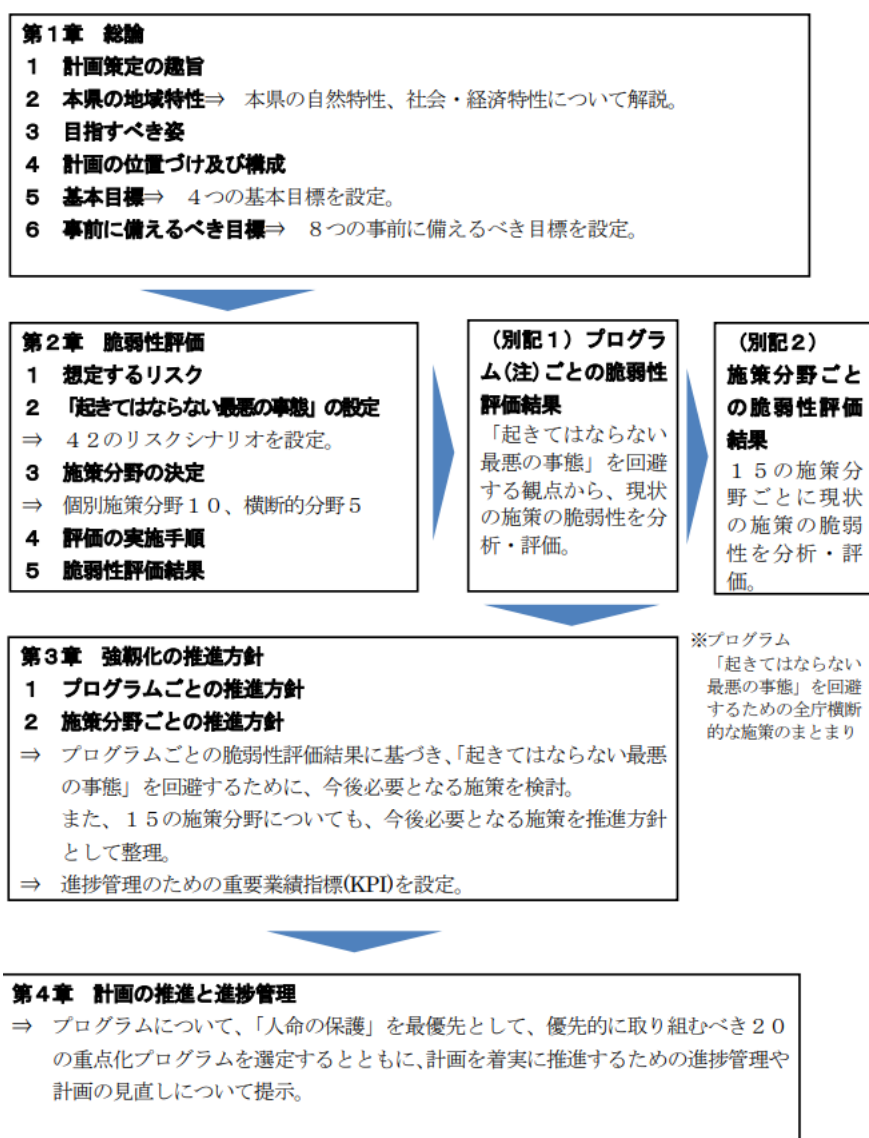 第1章　総論
1　計画策定の趣旨
2　本県の地域特性⇒　本県の自然特性、社会・経済特性について解説。
3　目指すべき姿
4　計画の位置づけ及び構成
5　基本目標⇒　４つの基本目標を設定。
6　事前に備えるべき目標⇒　８つの事前に備えるべき目標を設定。
第2章　脆弱性評価
1　想定するリスク
2　「起きてはならない最悪の事態」の設定
⇒　４２のリスクシナリオを設定。
3　施策分野の決定
⇒　個別施策分野１０、横断的分野５
4　評価の実施手順
5　脆弱性評価結果
（別記１）プログラ
ム(注)ごとの脆弱性
評価結果
「起きてはならない
最悪の事態」を回避
する観点から、現状
の施策の脆弱性を分
析・評価。
（別記２）
施策分野ごと
の脆弱性評価
結果
１５の施策分
野ごとに現状
の施策の脆弱
性を分析・評
価。
第3章　強靱化の推進方針
1　プログラムごとの推進方針
2　施策分野ごとの推進方針
⇒　プログラムごとの脆弱性評価結果に基づき、「起きてはならない最悪
の事態」を回避するために、今後必要となる施策を検討。
また、１５の施策分野についても、今後必要となる施策を推進方針
として整理。
⇒　進捗管理のための重要業績指標(KPI)を設定。
※プログラム
「起きてはならない
最悪の事態」を回避
するための全庁横断
的な施策のまとまり
第4章　計画の推進と進捗管理
⇒　プログラムについて、「人命の保護」を最優先として、優先的に取り組むべき２０
の重点化プログラムを選定するとともに、計画を着実に推進するための進捗管理や
計画の見直しについて提示。